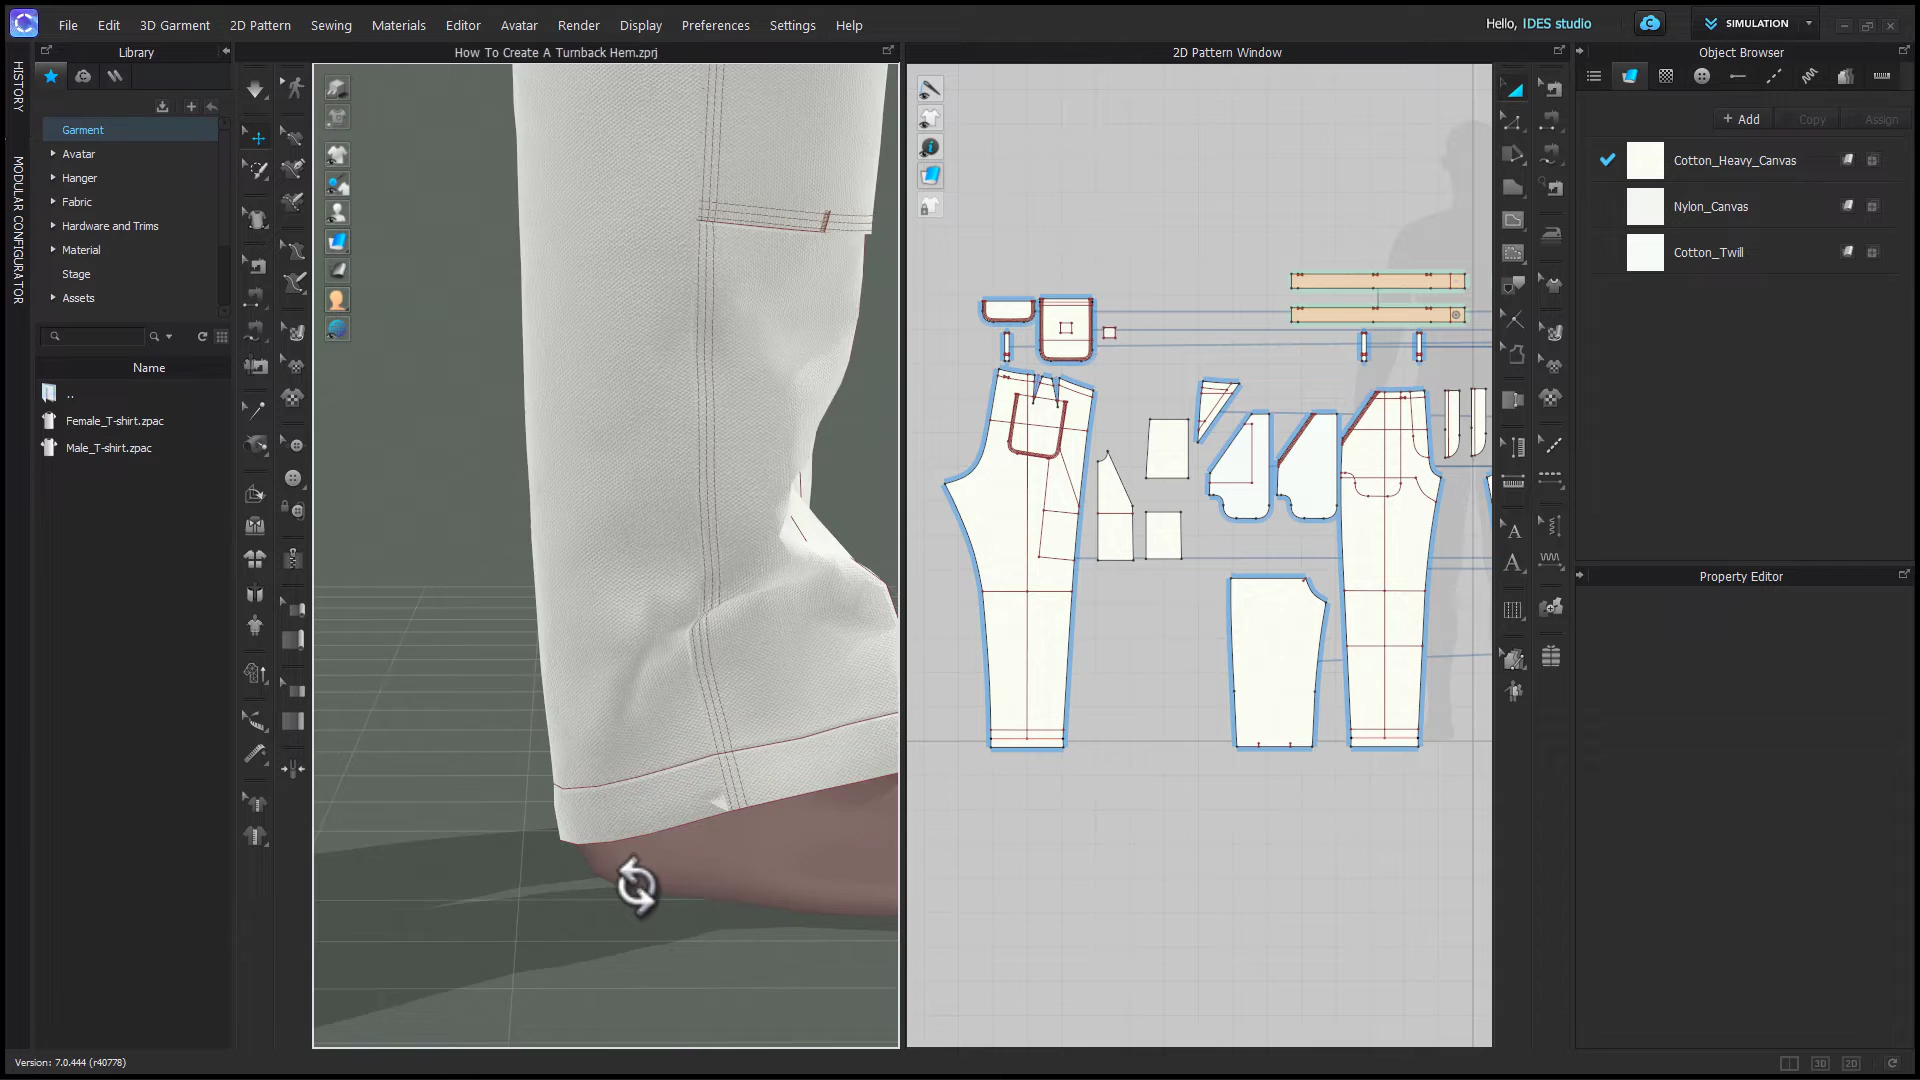 File Edit 3D Garment 2D Pattern Sewing Materials Editor Avatar Render Display Preferences Settings Help
Hello, IDES studio
SIMULATION
Library
How To Create A Turnback Hem.zprj
2D Pattern Window
Object Browser
HISTORY
MODULAR CONFIGURATOR
Garment
Avatar
Hanger
Fabric
Hardware and Trims
Material
Stage
Assets
Name
..
Female_T-shirt.zpac
Male_T-shirt.zpac
+ Add Copy Assign
Cotton_Heavy_Canvas
Nylon_Canvas
Cotton_Twill
Property Editor
Version: 7.0.444 (r40778)
3D 2D